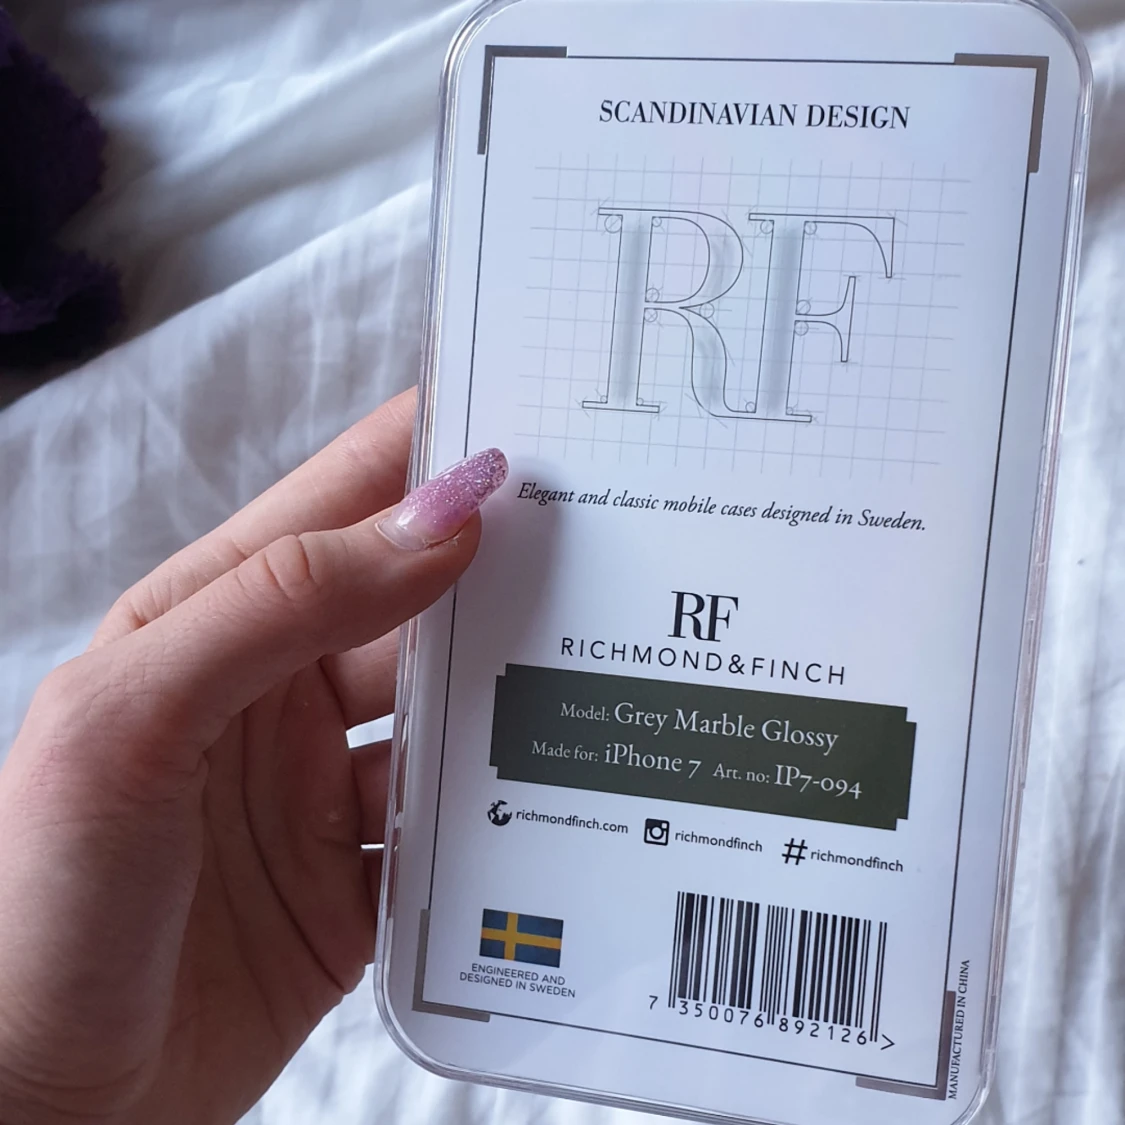 SCANDINAVIAN DESIGN
RF
Elegant and classic mobile cases designed in Sweden.
RF
RICHMOND&FINCH
Model: Grey Marble Glossy
Made for: iPhone 7 Art. no: IP7-094
richmondfinch.com richmondfinch #richmondfinch
ENGINEERED AND
DESIGNED IN SWEDEN
7 350076 892126 >
MANUFACTURED IN CHINA